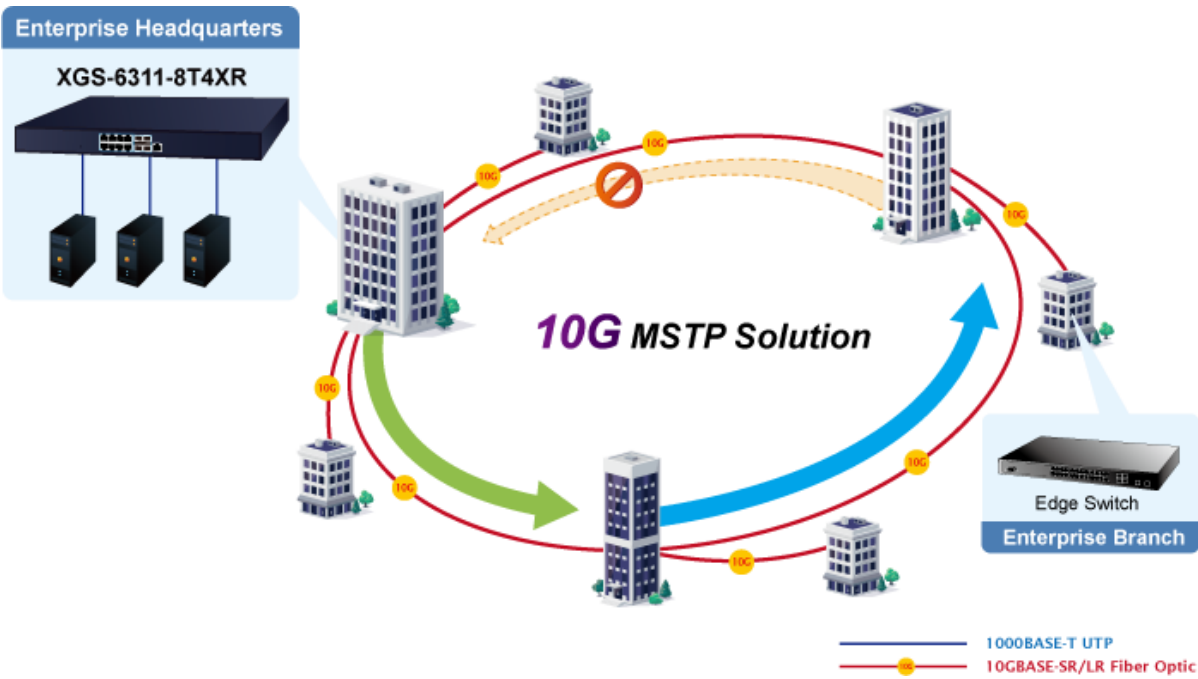 Enterprise Headquarters
XGS-6311-8T4XR
10G
10G
10G
10G MSTP Solution
10G
10G
10G
10G
Edge Switch
Enterprise Branch
1000BASE-T UTP
10G
10GBASE-SR/LR Fiber Optic